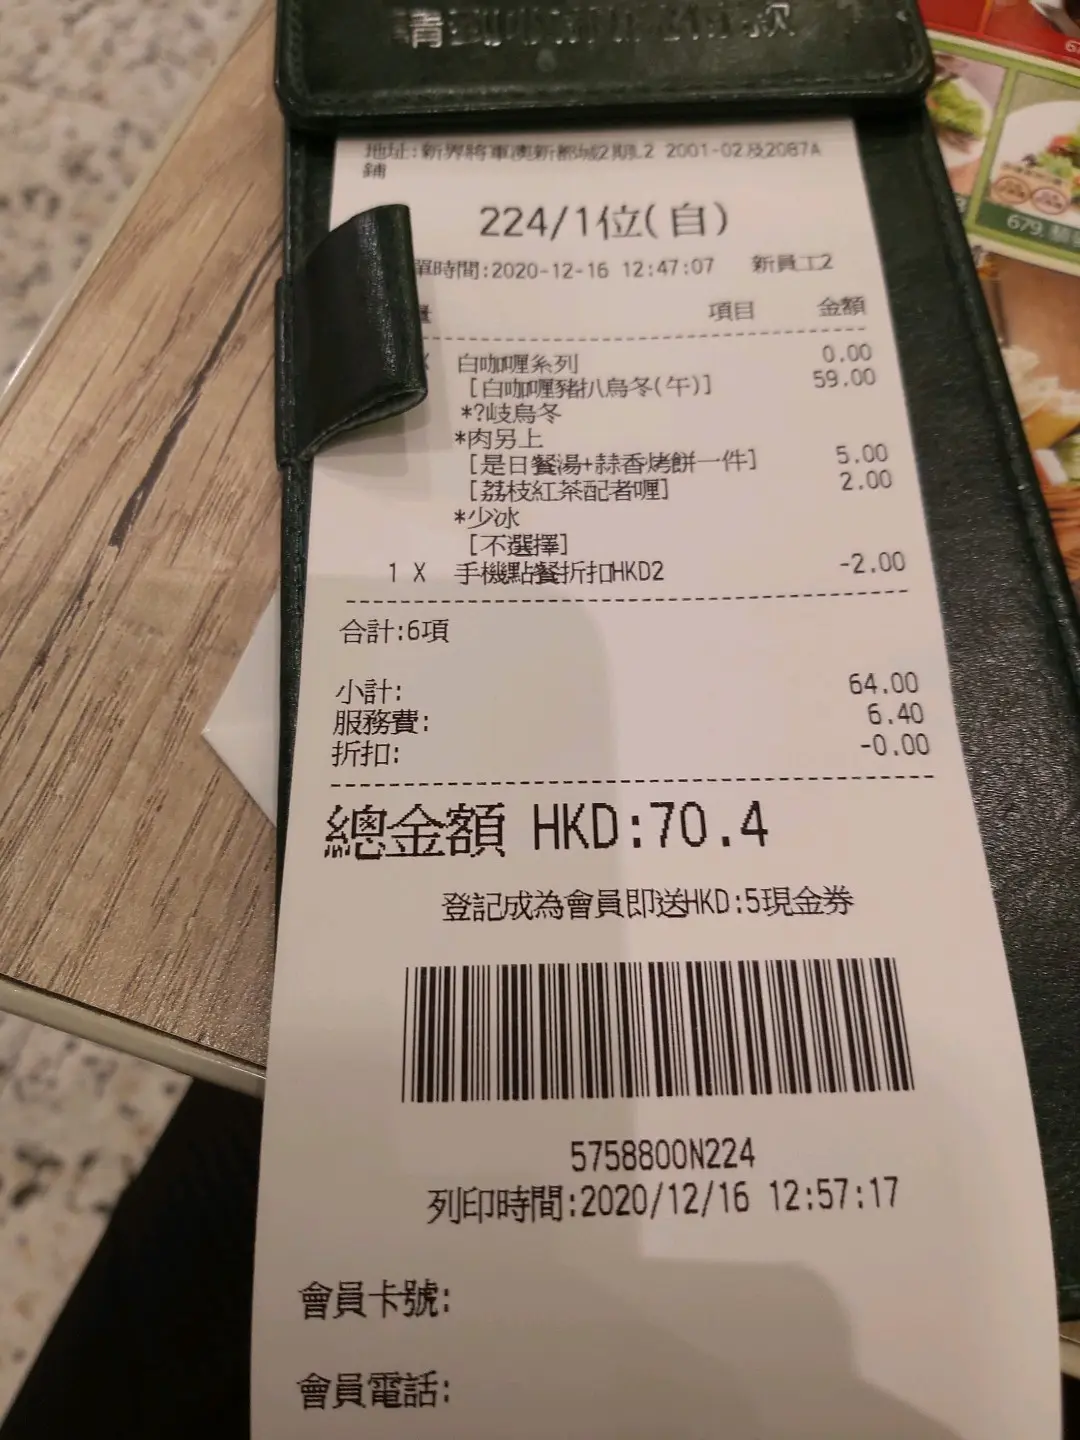 地址:新界將軍澳新都城2期L2 2001-02及2087A
鋪
224/1位(自)
單時間:2020-12-16 12:47:07 新員工2
量 項目 金額
X 白咖喱系列 0.00
[白咖喱豬扒烏冬(午)] 59.00
*?岐烏冬
*肉另上
[是日餐湯+蒜香烤餅一件] 5.00
[荔枝紅茶配者喱] 2.00
*少冰
[不選擇]
1 X 手機點餐折扣HKD2 -2.00
合計:6項
小計: 64.00
服務費: 6.40
折扣: -0.00
總金額 HKD:70.4
登記成為會員即送HKD:5現金券
5758800N224
列印時間:2020/12/16 12:57:17
會員卡號:
會員電話:
679